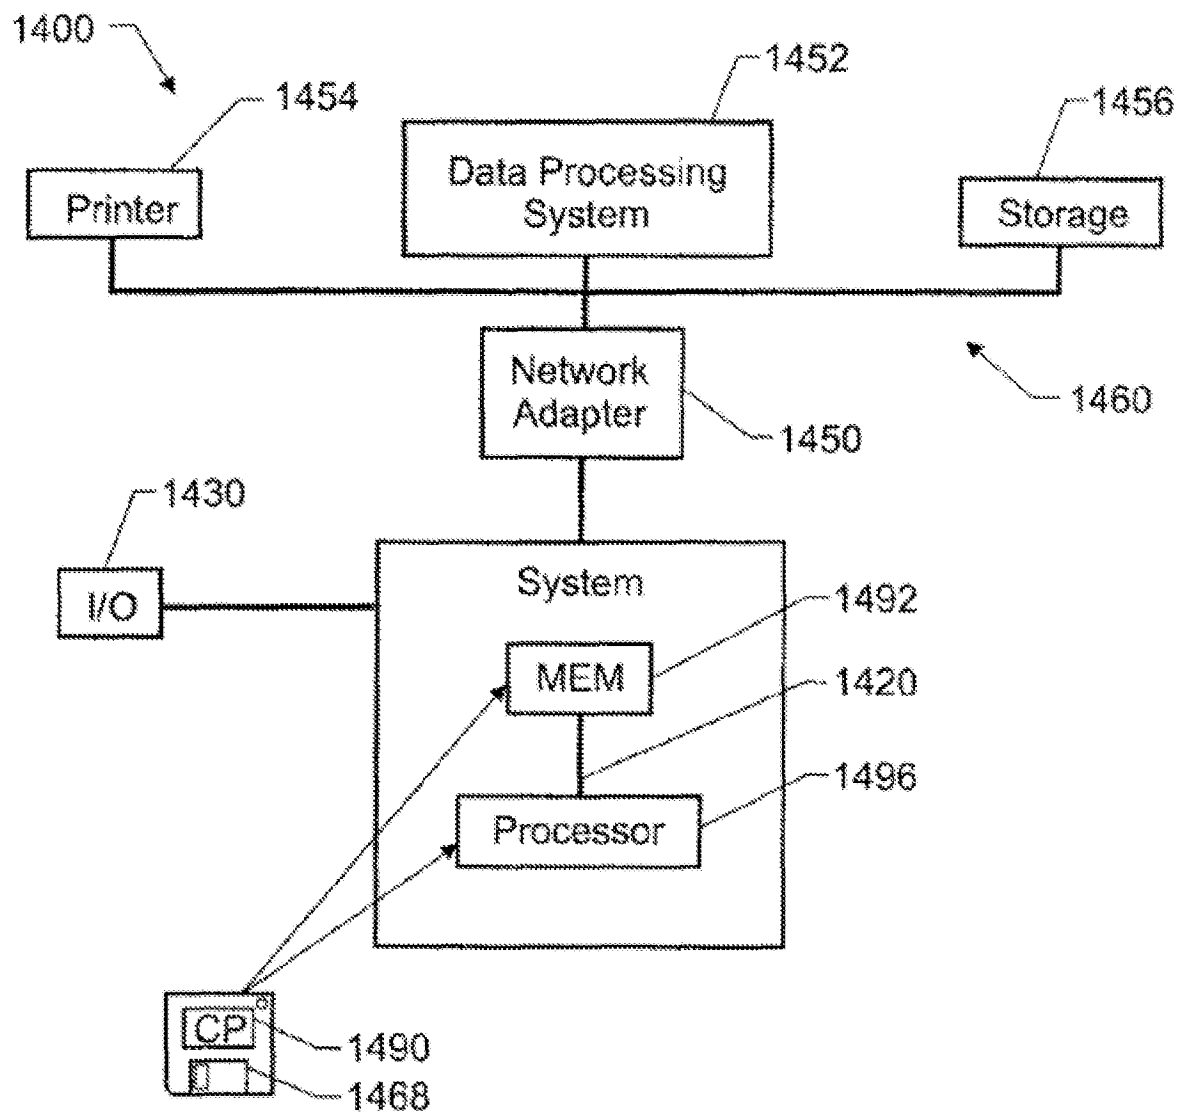 1400
1452
1454
1456
Data Processing
System
Printer
Storage
Network
Adapter
1460
1450
1430
System
I/O
1492
MEM
1420
1496
Processor
CP
1490
1468